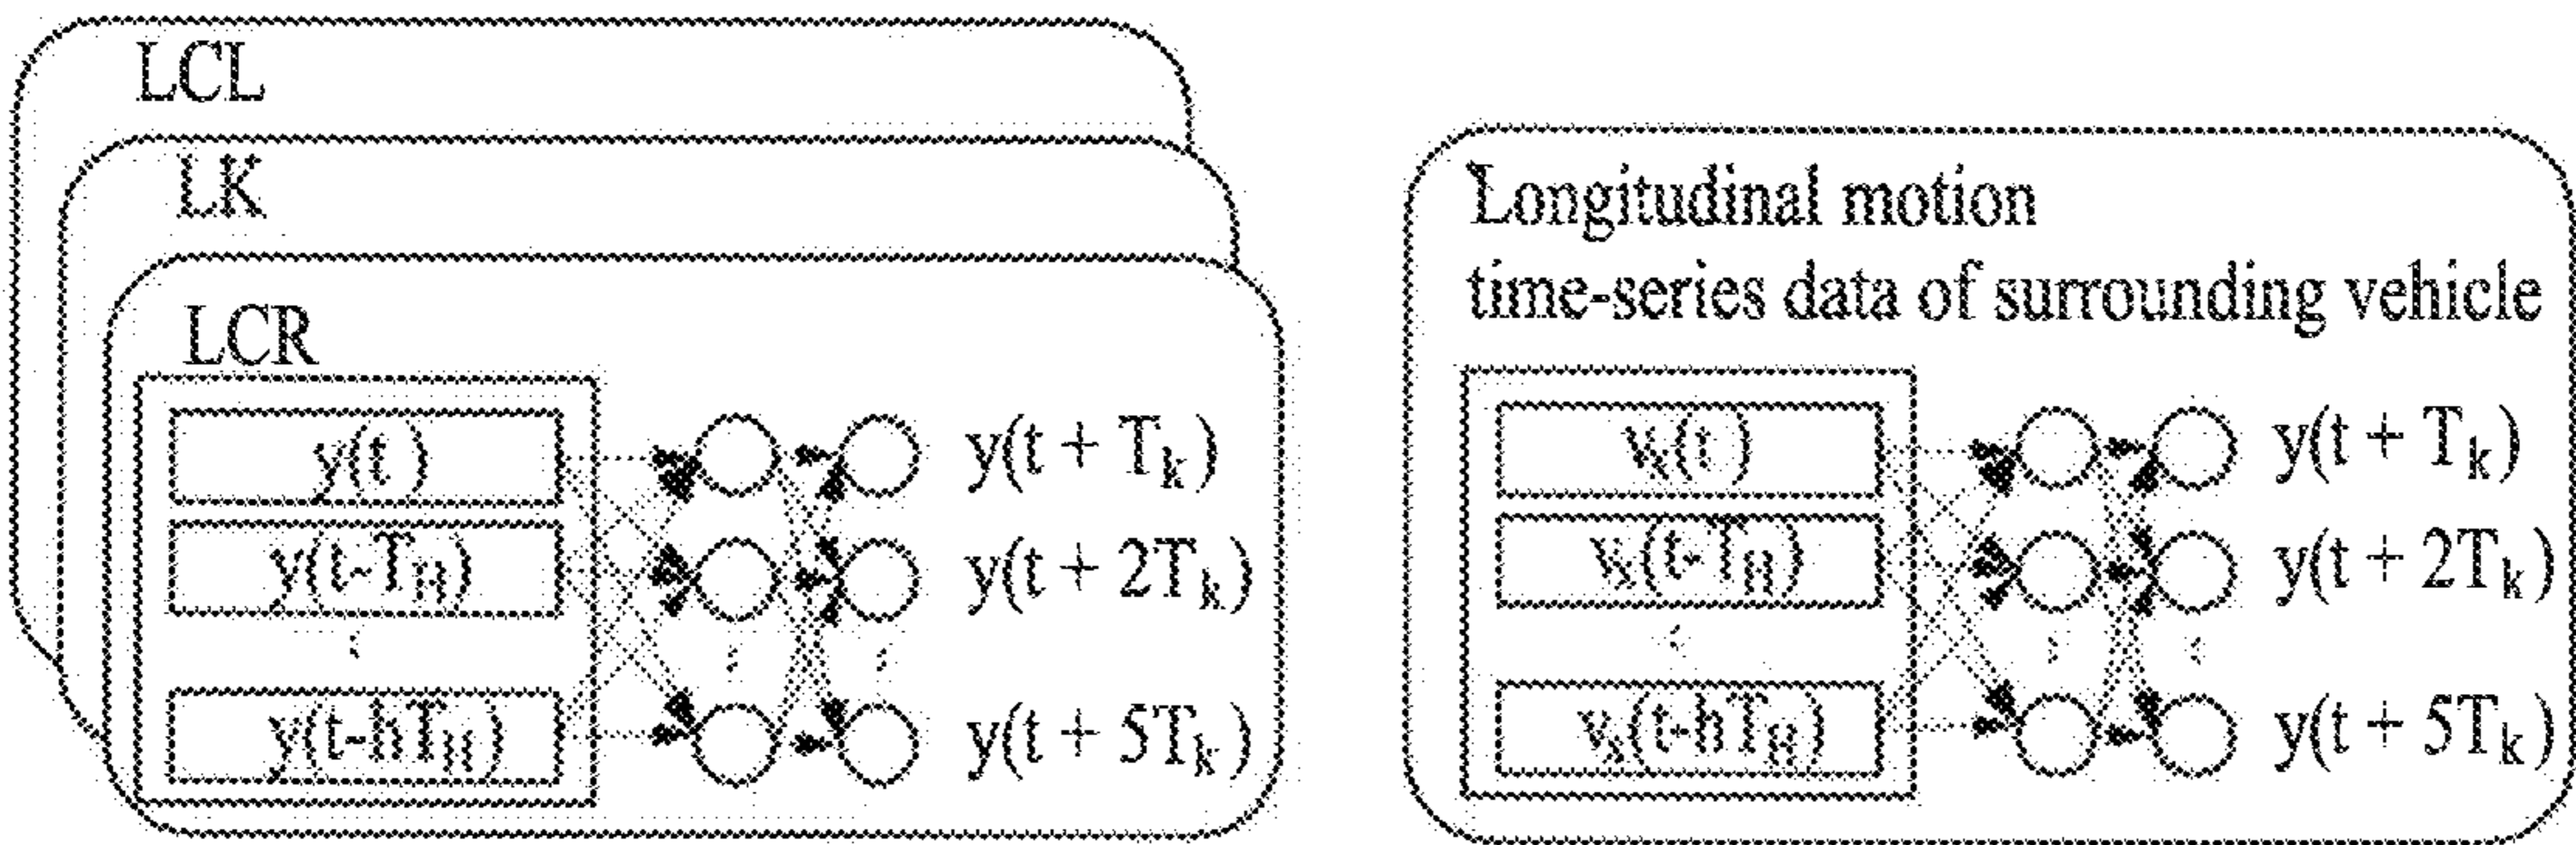 LCL
LK
LCR
y(t)
y(t-T_H)
y(t-hT_H)
y(t + T_k)
y(t + 2T_k)
y(t + 5T_k)
Longitudinal motion
time-series data of surrounding vehicle
v_x(t)
v_x(t-T_H)
v_x(t-hT_H)
y(t + T_k)
y(t + 2T_k)
y(t + 5T_k)